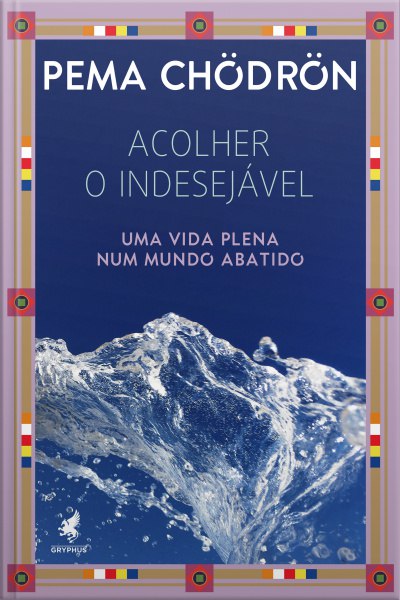 PEMA CHÖDRÖN
ACOLHER
O INDESEJÁVEL
UMA VIDA PLENA
NUM MUNDO ABATIDO
GRYPHUS